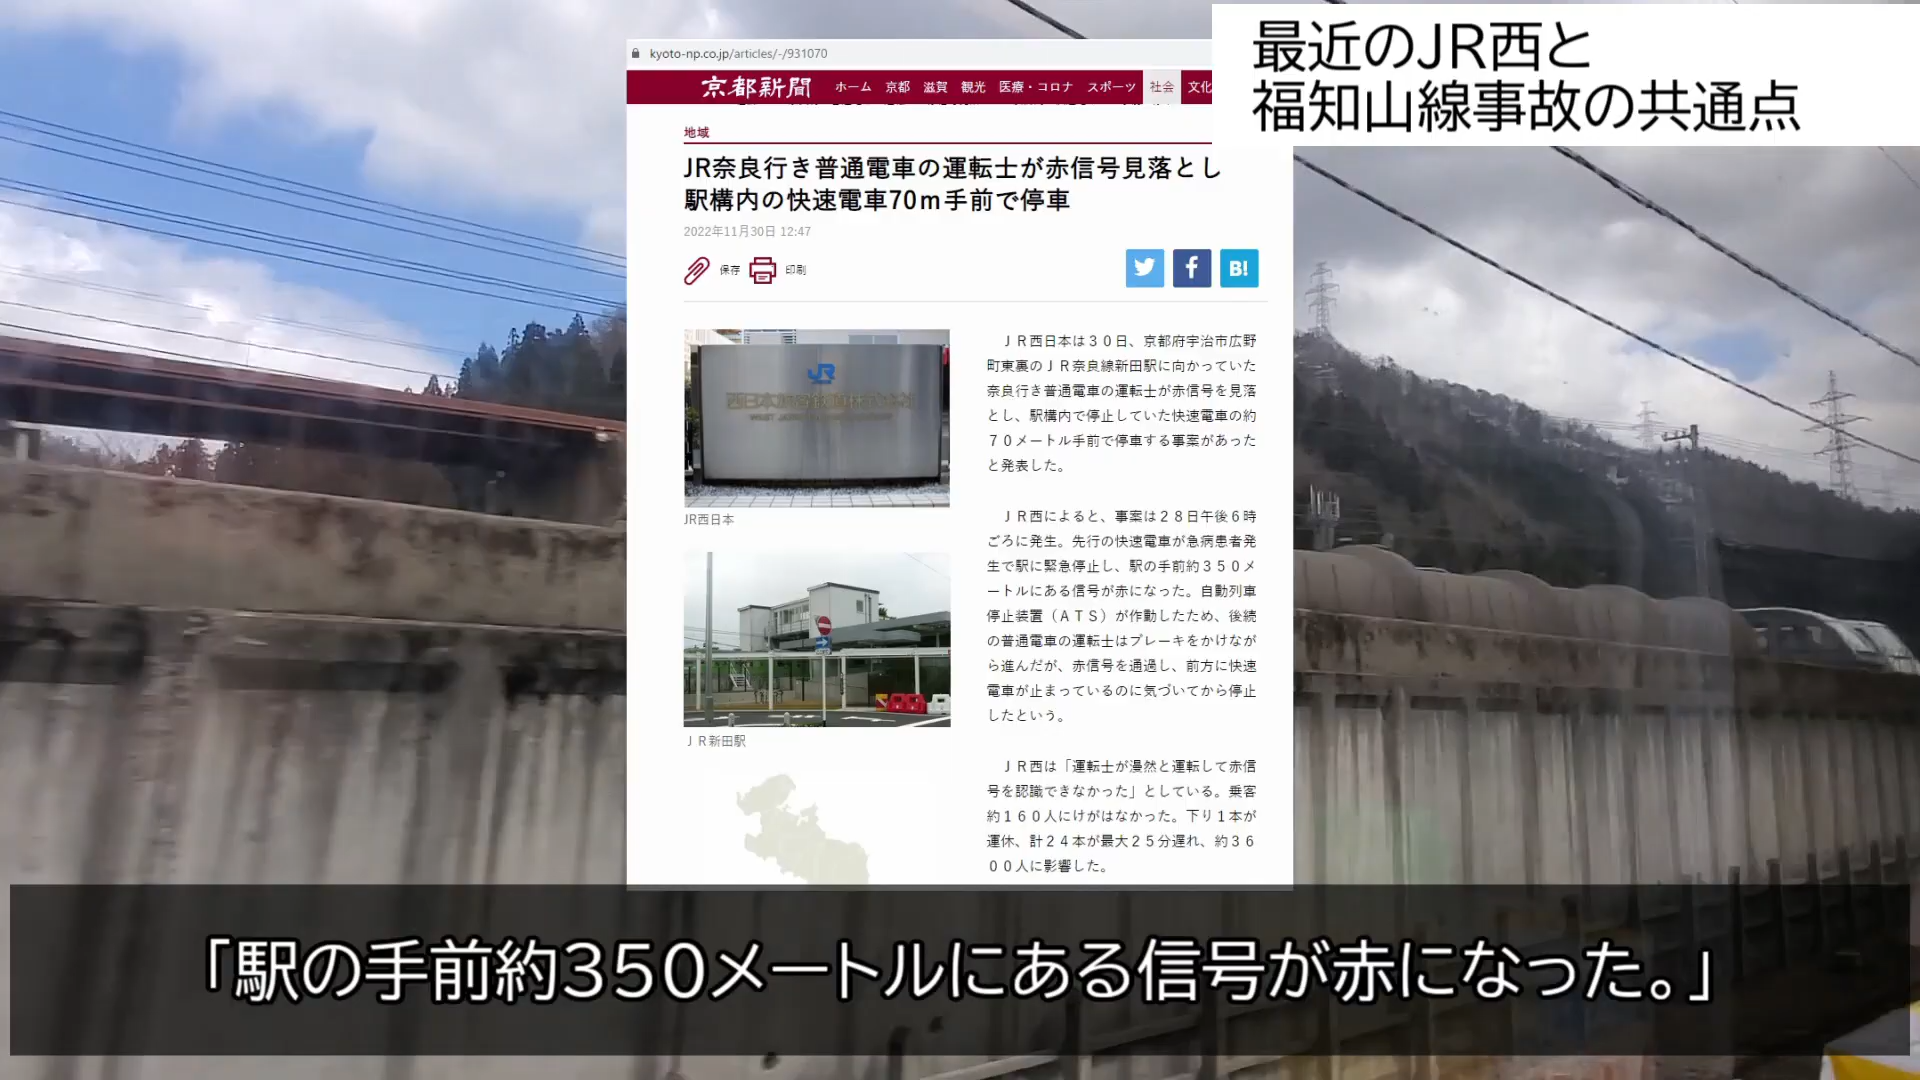 最近のJR西と
福知山線事故の共通点
kyoto-np.co.jp/articles/-/931070
京都新聞 ホーム 京都 滋賀 観光 医療・コロナ スポーツ 社会 文化
地域
JR奈良行き普通電車の運転士が赤信号見落とし
駅構内の快速電車70m手前で停車
2022年11月30日 12:47
保存 印刷
B!
JR
JR西日本
ＪＲ新田駅
ＪＲ西日本は３０日、京都府宇治市広野
町東裏のＪＲ奈良線新田駅に向かっていた
奈良行き普通電車の運転士が赤信号を見落
とし、駅構内で停止していた快速電車の約
７０メートル手前で停車する事案があった
と発表した。
ＪＲ西によると、事案は２８日午後６時
ごろに発生。先行の快速電車が急病患者発
生で駅に緊急停止し、駅の手前約３５０メ
ートルにある信号が赤になった。自動列車
停止装置（ＡＴＳ）が作動したため、後続
の普通電車の運転士はブレーキをかけなが
ら進んだが、赤信号を通過し、前方に快速
電車が止まっているのに気づいてから停止
したという。
ＪＲ西は「運転士が漫然と運転して赤信
号を認識できなかった」としている。乗客
約１６０人にけがはなかった。下り１本が
運休、計２４本が最大２５分遅れ、約３６
００人に影響した。
「駅の手前約３５０メートルにある信号が赤になった。」